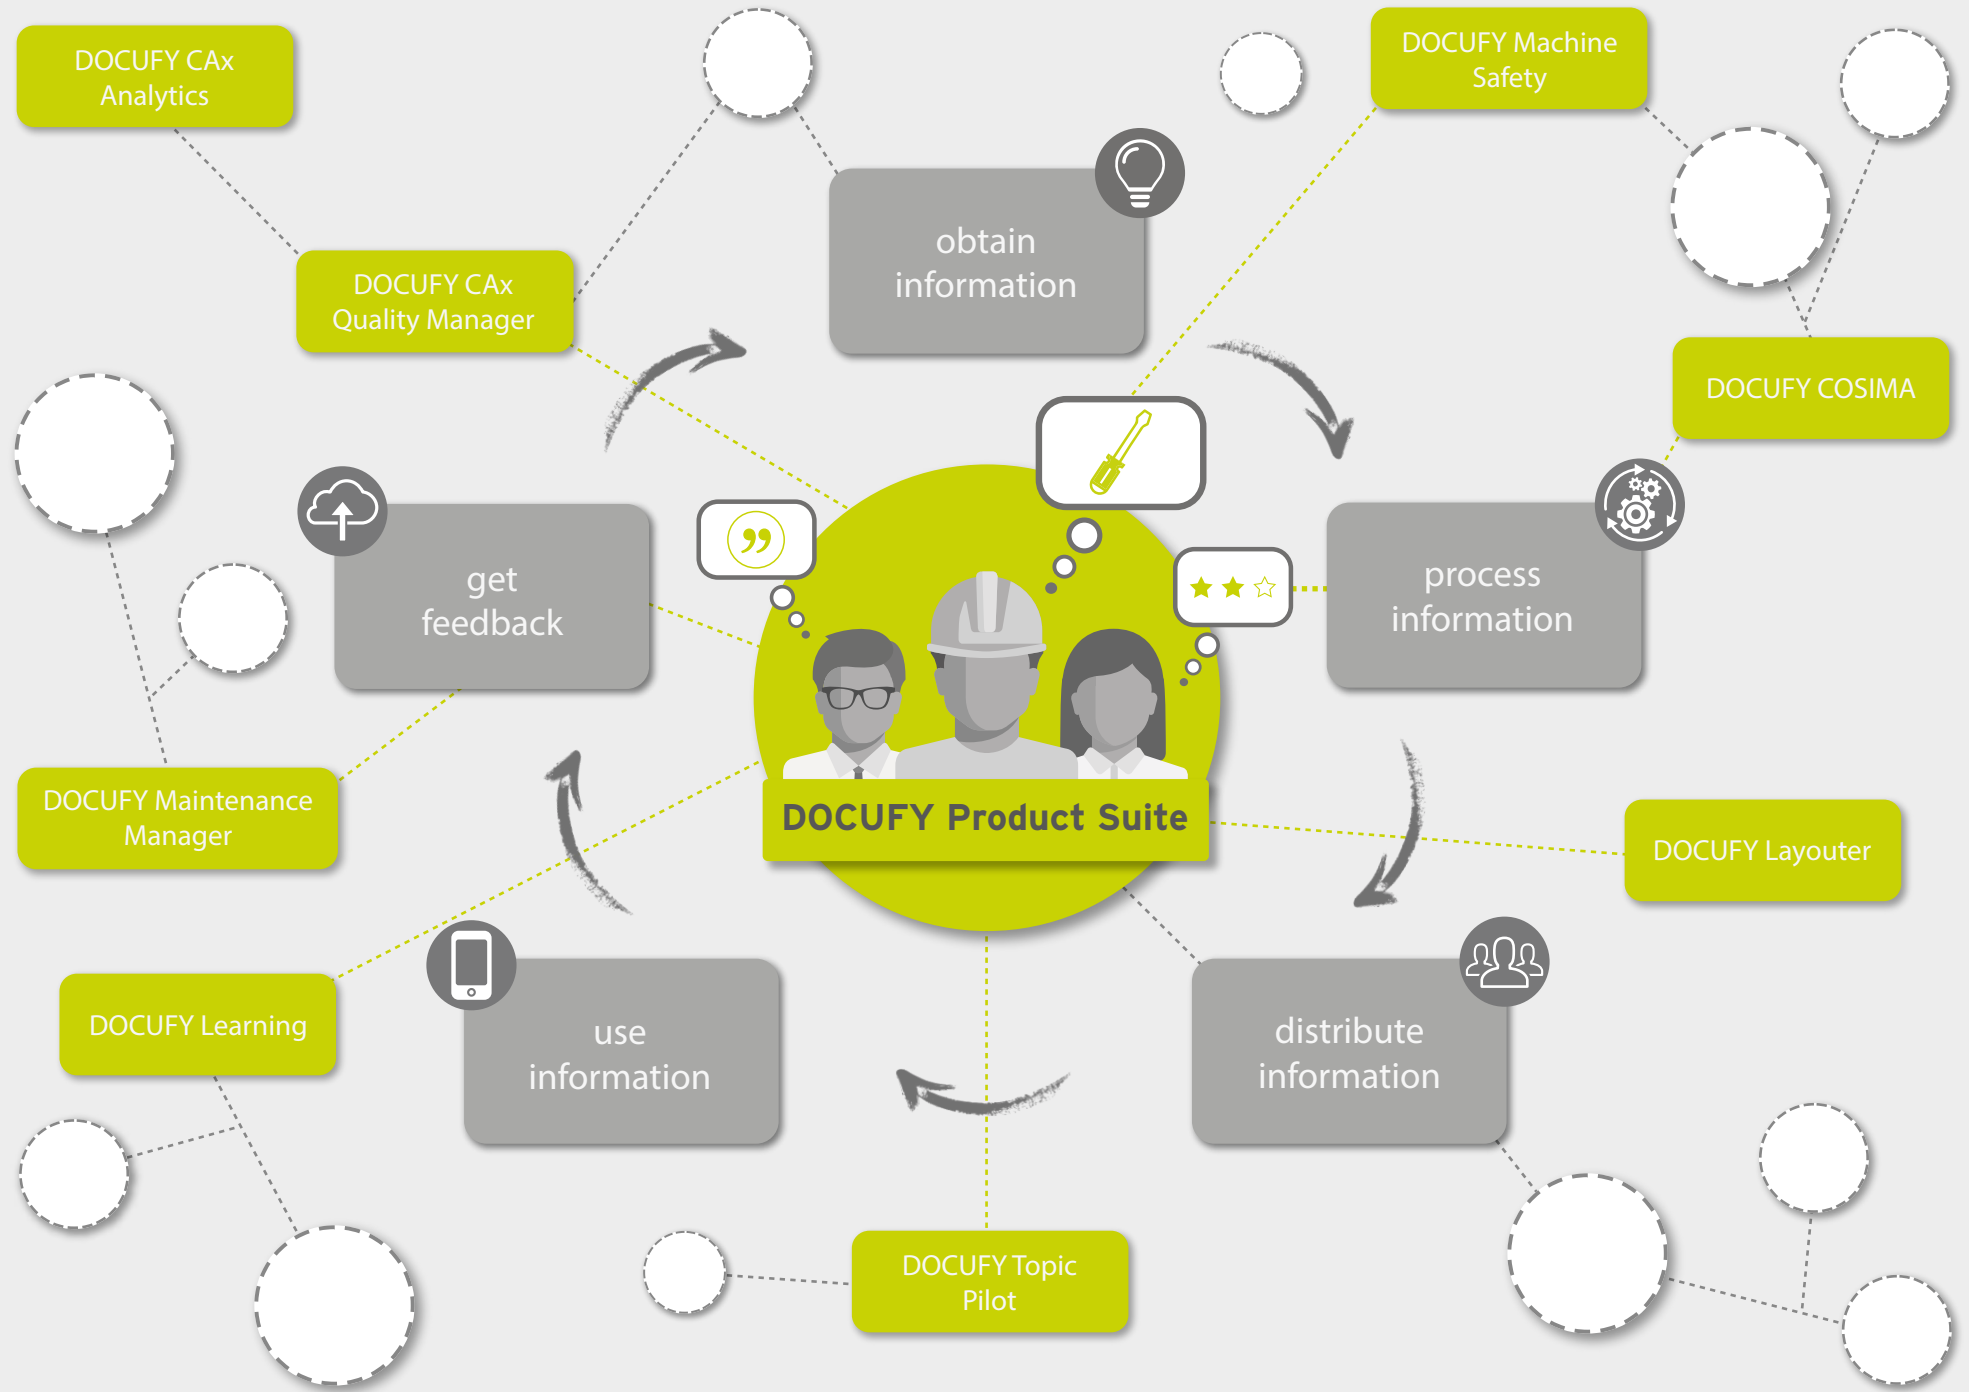 DOCUFY CAx
Analytics
DOCUFY Machine
Safety
obtain
information
DOCUFY CAx
Quality Manager
DOCUFY COSIMA
get
feedback
process
information
DOCUFY Maintenance
Manager
DOCUFY Product Suite
DOCUFY Layouter
DOCUFY Learning
use
information
distribute
information
DOCUFY Topic
Pilot